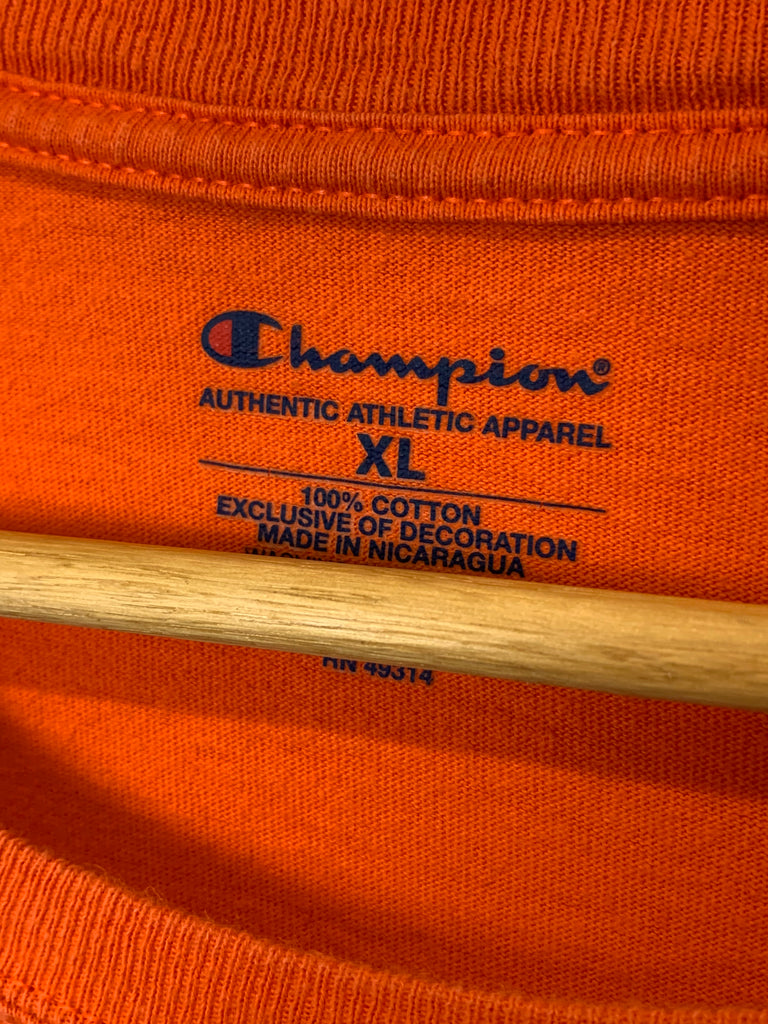 Champion®
AUTHENTIC ATHLETIC APPAREL
XL
100% COTTON
EXCLUSIVE OF DECORATION
MADE IN NICARAGUA
RN 49314